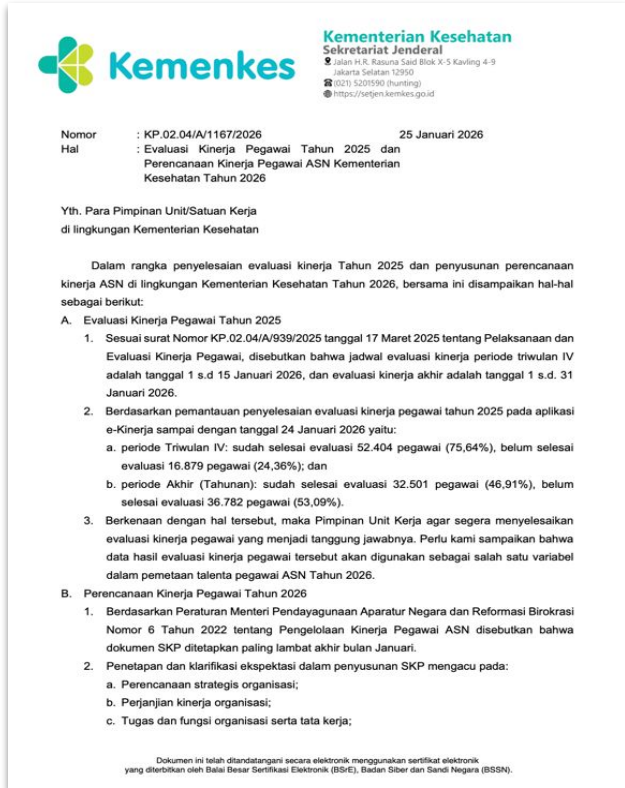 Kemenkes
Kementerian Kesehatan
Sekretariat Jenderal
Jalan H.R. Rasuna Said Blok X-5 Kavling 4-9
Jakarta Selatan 12950
(021) 5201590 (hunting)
https://setjen.kemkes.go.id
Nomor : KP.02.04/A/1167/2026 25 Januari 2026
Hal : Evaluasi Kinerja Pegawai Tahun 2025 dan
Perencanaan Kinerja Pegawai ASN Kementerian
Kesehatan Tahun 2026
Yth. Para Pimpinan Unit/Satuan Kerja
di lingkungan Kementerian Kesehatan
Dalam rangka penyelesaian evaluasi kinerja Tahun 2025 dan penyusunan perencanaan
kinerja ASN di lingkungan Kementerian Kesehatan Tahun 2026, bersama ini disampaikan hal-hal
sebagai berikut:
A. Evaluasi Kinerja Pegawai Tahun 2025
1. Sesuai surat Nomor KP.02.04/A/939/2025 tanggal 17 Maret 2025 tentang Pelaksanaan dan
Evaluasi Kinerja Pegawai, disebutkan bahwa jadwal evaluasi kinerja periode triwulan IV
adalah tanggal 1 s.d 15 Januari 2026, dan evaluasi kinerja akhir adalah tanggal 1 s.d. 31
Januari 2026.
2. Berdasarkan pemantauan penyelesaian evaluasi kinerja pegawai tahun 2025 pada aplikasi
e-Kinerja sampai dengan tanggal 24 Januari 2026 yaitu:
a. periode Triwulan IV: sudah selesai evaluasi 52.404 pegawai (75,64%), belum selesai
evaluasi 16.879 pegawai (24,36%); dan
b. periode Akhir (Tahunan): sudah selesai evaluasi 32.501 pegawai (46,91%), belum
selesai evaluasi 36.782 pegawai (53,09%).
3. Berkenaan dengan hal tersebut, maka Pimpinan Unit Kerja agar segera menyelesaikan
evaluasi kinerja pegawai yang menjadi tanggung jawabnya. Perlu kami sampaikan bahwa
data hasil evaluasi kinerja pegawai tersebut akan digunakan sebagai salah satu variabel
dalam pemetaan talenta pegawai ASN Tahun 2026.
B. Perencanaan Kinerja Pegawai Tahun 2026
1. Berdasarkan Peraturan Menteri Pendayagunaan Aparatur Negara dan Reformasi Birokrasi
Nomor 6 Tahun 2022 tentang Pengelolaan Kinerja Pegawai ASN disebutkan bahwa
dokumen SKP ditetapkan paling lambat akhir bulan Januari.
2. Penetapan dan klarifikasi ekspektasi dalam penyusunan SKP mengacu pada:
a. Perencanaan strategis organisasi;
b. Perjanjian kinerja organisasi;
c. Tugas dan fungsi organisasi serta tata kerja;
Dokumen ini telah ditandatangani secara elektronik menggunakan sertifikat elektronik
yang diterbitkan oleh Balai Besar Sertifikasi Elektronik (BSrE), Badan Siber dan Sandi Negara (BSSN).